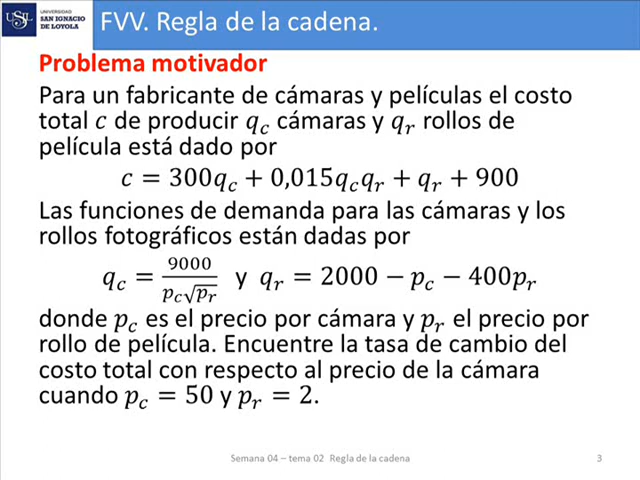 UNIVERSIDAD
SAN IGNACIO
DE LOYOLA
FVV. Regla de la cadena.
Problema motivador
Para un fabricante de cámaras y películas el costo
total c de producir q_c cámaras y q_r rollos de
película está dado por
c = 300q_c + 0,015q_c q_r + q_r + 900
Las funciones de demanda para las cámaras y los
rollos fotográficos están dadas por
q_c = 9000/(p_c√p_r) y q_r = 2000 − p_c − 400p_r
donde p_c es el precio por cámara y p_r el precio por
rollo de película. Encuentre la tasa de cambio del
costo total con respecto al precio de la cámara
cuando p_c = 50 y p_r = 2.
Semana 04 – tema 02 Regla de la cadena
3